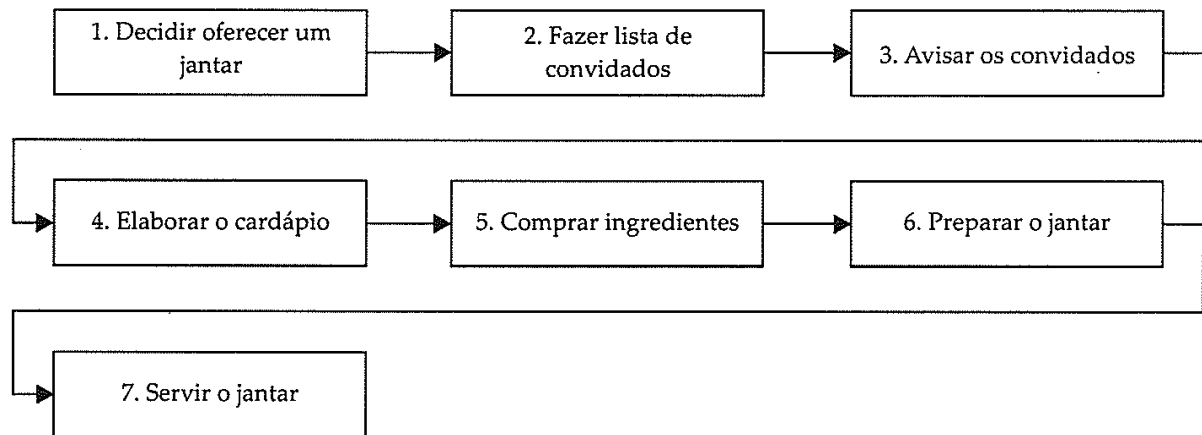 1. Decidir oferecer um
jantar
2. Fazer lista de
convidados
3. Avisar os convidados
4. Elaborar o cardápio
5. Comprar ingredientes
6. Preparar o jantar
7. Servir o jantar